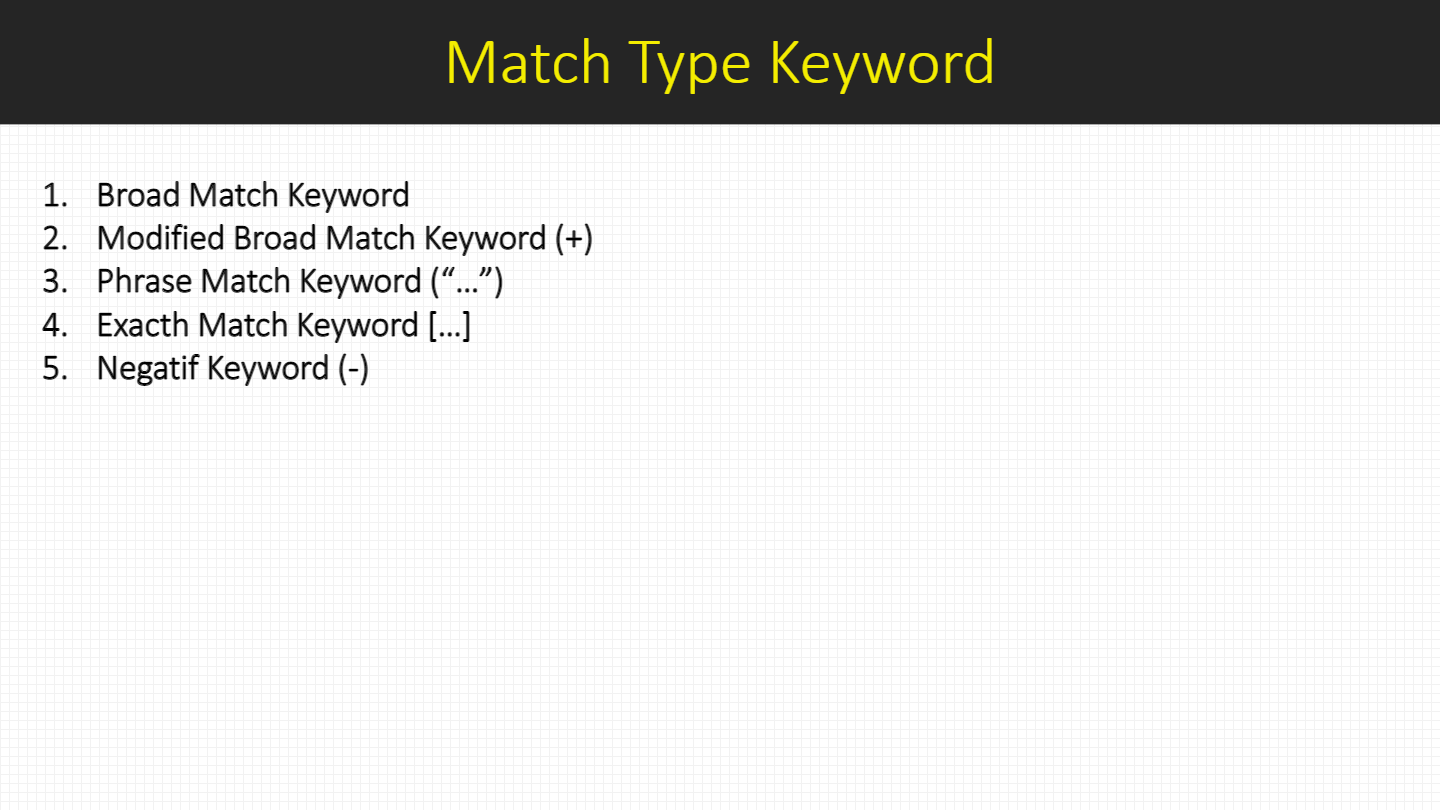 Match Type Keyword
1. Broad Match Keyword
2. Modified Broad Match Keyword (+)
3. Phrase Match Keyword (“...”)
4. Exacth Match Keyword [...]
5. Negatif Keyword (-)